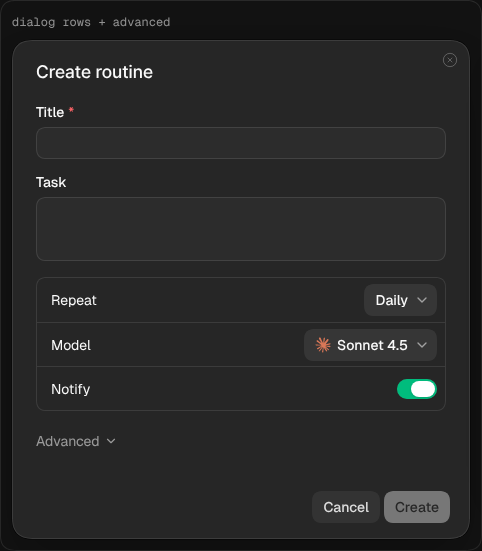 dialog rows + advanced
Create routine
Title *
Task
Repeat Daily
Model Sonnet 4.5
Notify
Advanced
Cancel Create